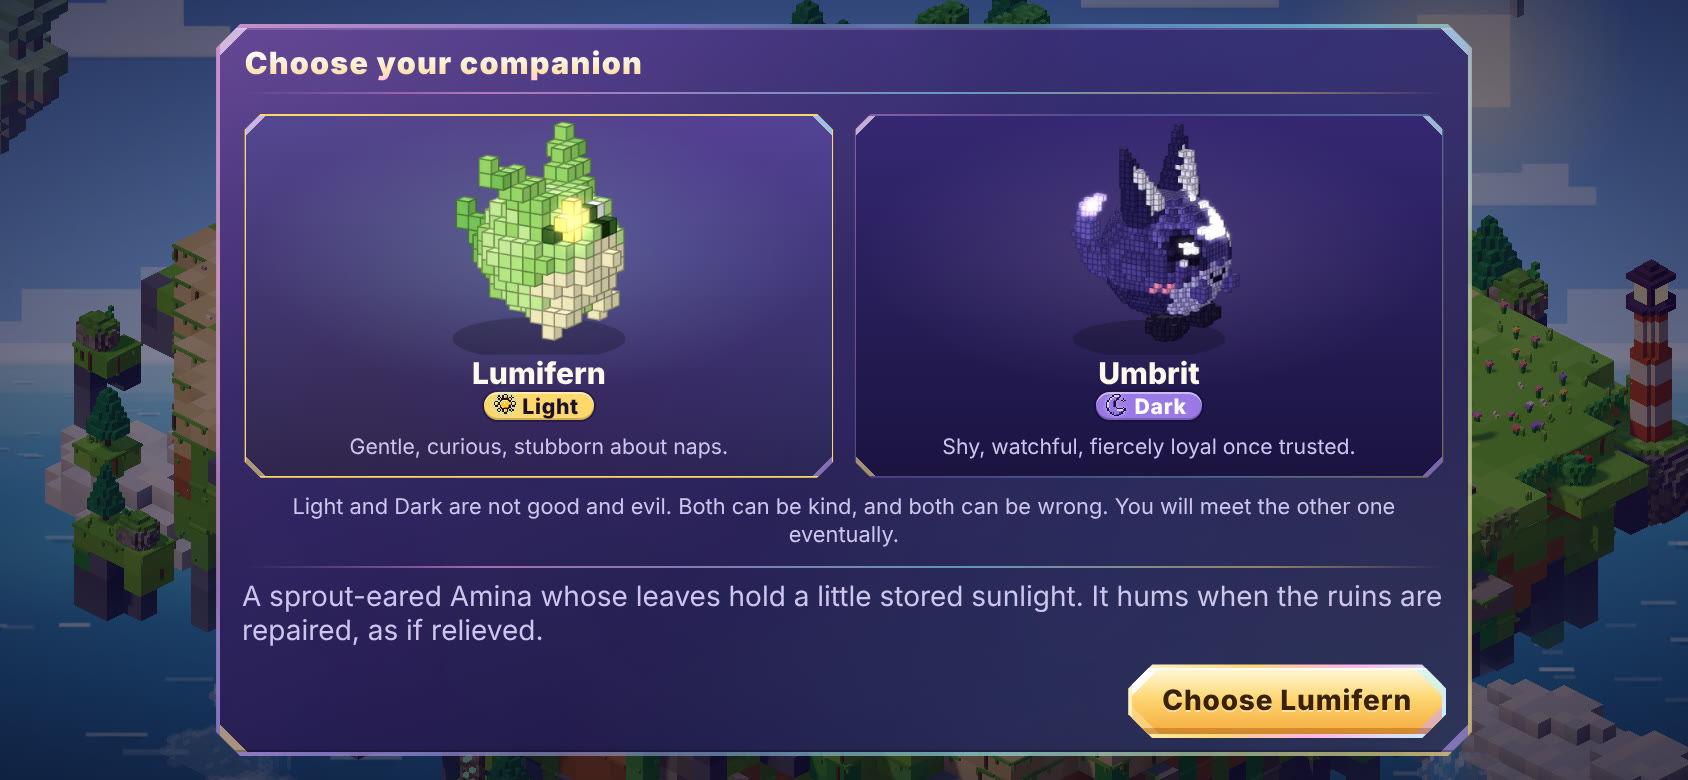 Choose your companion
Lumifern
Light
Gentle, curious, stubborn about naps.
Umbrit
Dark
Shy, watchful, fiercely loyal once trusted.
Light and Dark are not good and evil. Both can be kind, and both can be wrong. You will meet the other one
eventually.
A sprout-eared Amina whose leaves hold a little stored sunlight. It hums when the ruins are
repaired, as if relieved.
Choose Lumifern